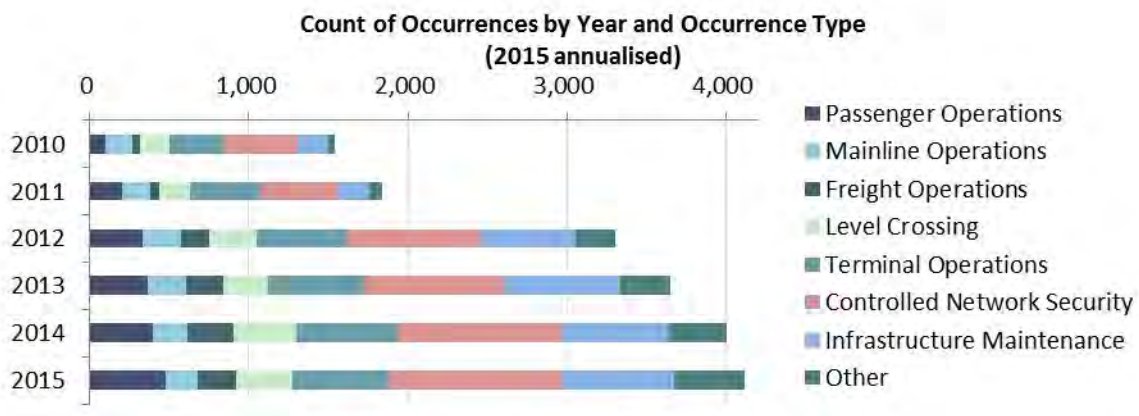 Count of Occurrences by Year and Occurrence Type
(2015 annualised)
0 1,000 2,000 3,000 4,000
2010
2011
2012
2013
2014
2015
Passenger Operations
Mainline Operations
Freight Operations
Level Crossing
Terminal Operations
Controlled Network Security
Infrastructure Maintenance
Other